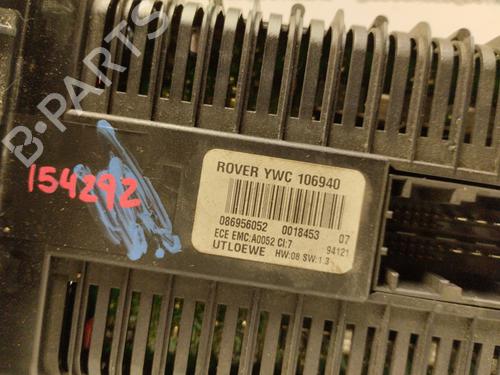 B-PARTS
154292
ROVER YWC 106940
086956052 0018453 07
ECE EMC:A0052 CI:7 94121
UTLOEWE HW:08 SW:1.3